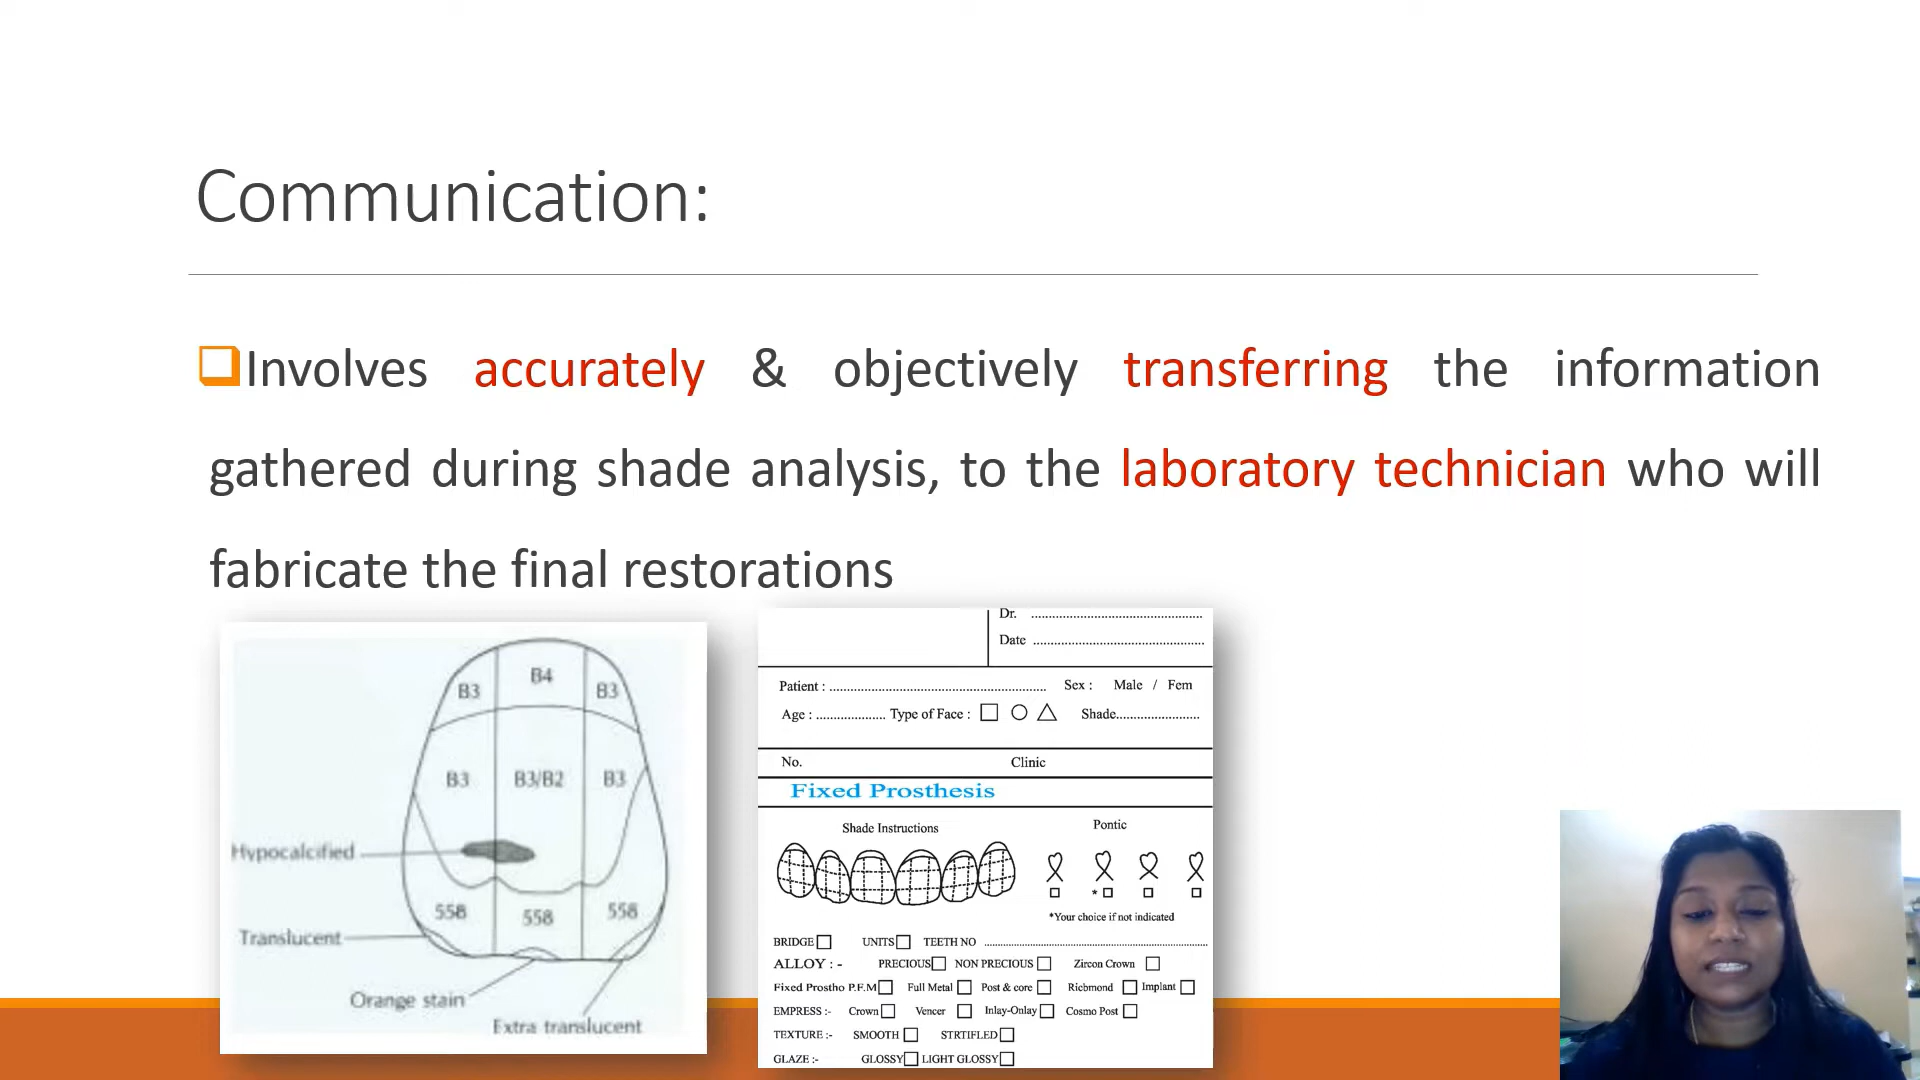 Communication:
Involves accurately & objectively transferring the information
gathered during shade analysis, to the laboratory technician who will
fabricate the final restorations
B3 B4 B3
B3 B3/B2 B3
Hypocalcified
558 558 558
Translucent
Orange stain
Extra translucent
Dr. ........................................
Date ........................................
Patient : ........................................ Sex : Male / Fem
Age : .................... Type of Face : Shade....................
No. Clinic
Fixed Prosthesis
Shade Instructions Pontic
*
*Your choice if not indicated
BRIDGE UNITS TEETH NO ........................................
ALLOY : - PRECIOUS NON PRECIOUS Zircon Crown
Fixed Prostho P.F.M Full Metal Post & core Ricbmond Implant
EMPRESS :- Crown Vencer Inlay-Onlay Cosmo Post
TEXTURE :- SMOOTH STRTIFLED
GLAZE :- GLOSSY LIGHT GLOSSY